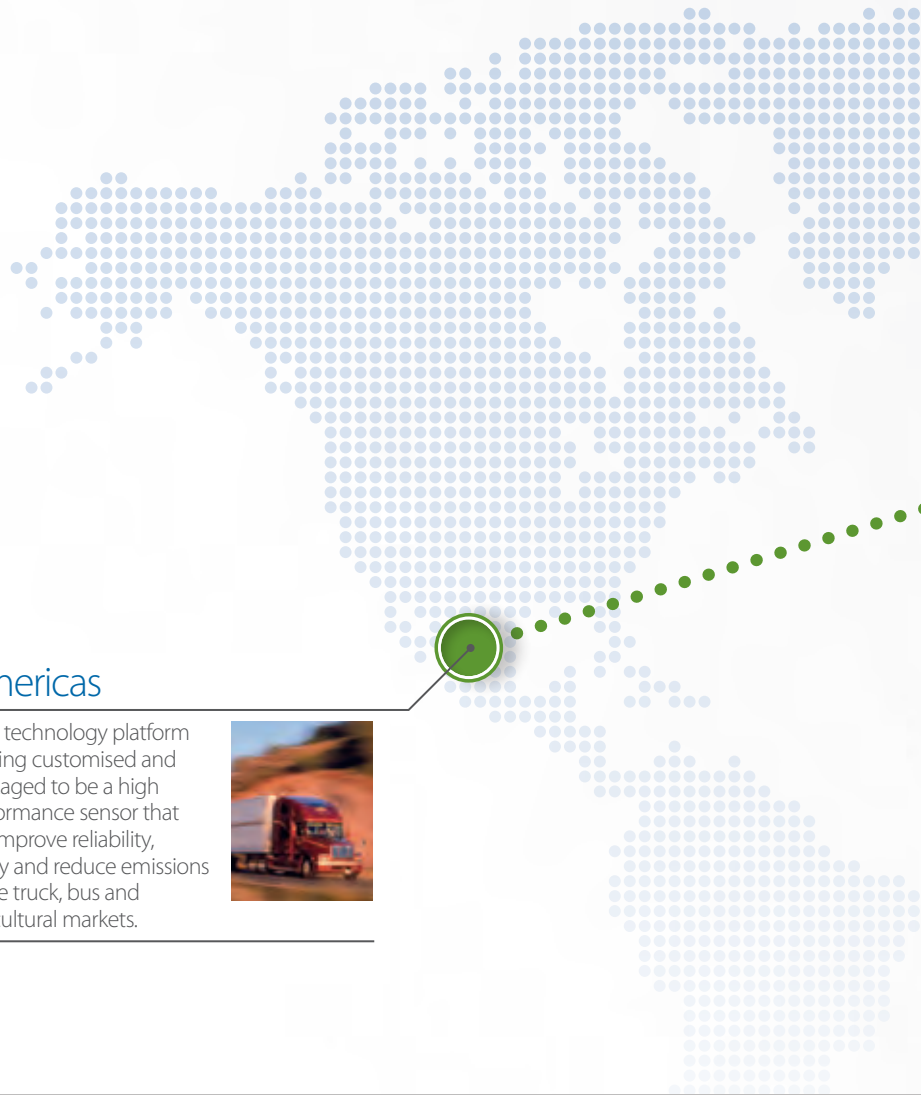 nericas
technology platform
ing customised and
aged to be a high
ormance sensor that
mprove reliability,
y and reduce emissions
e truck, bus and
cultural markets.